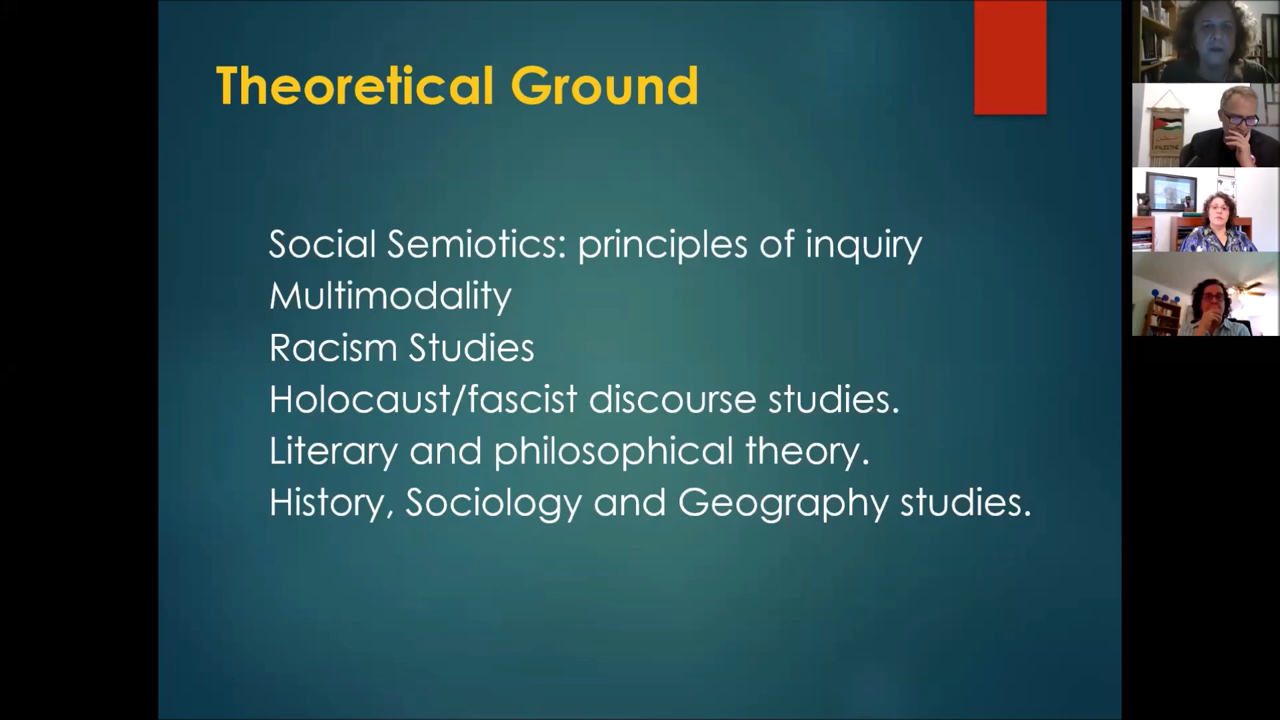 Theoretical Ground
Social Semiotics: principles of inquiry
Multimodality
Racism Studies
Holocaust/fascist discourse studies.
Literary and philosophical theory.
History, Sociology and Geography studies.
PALESTINE